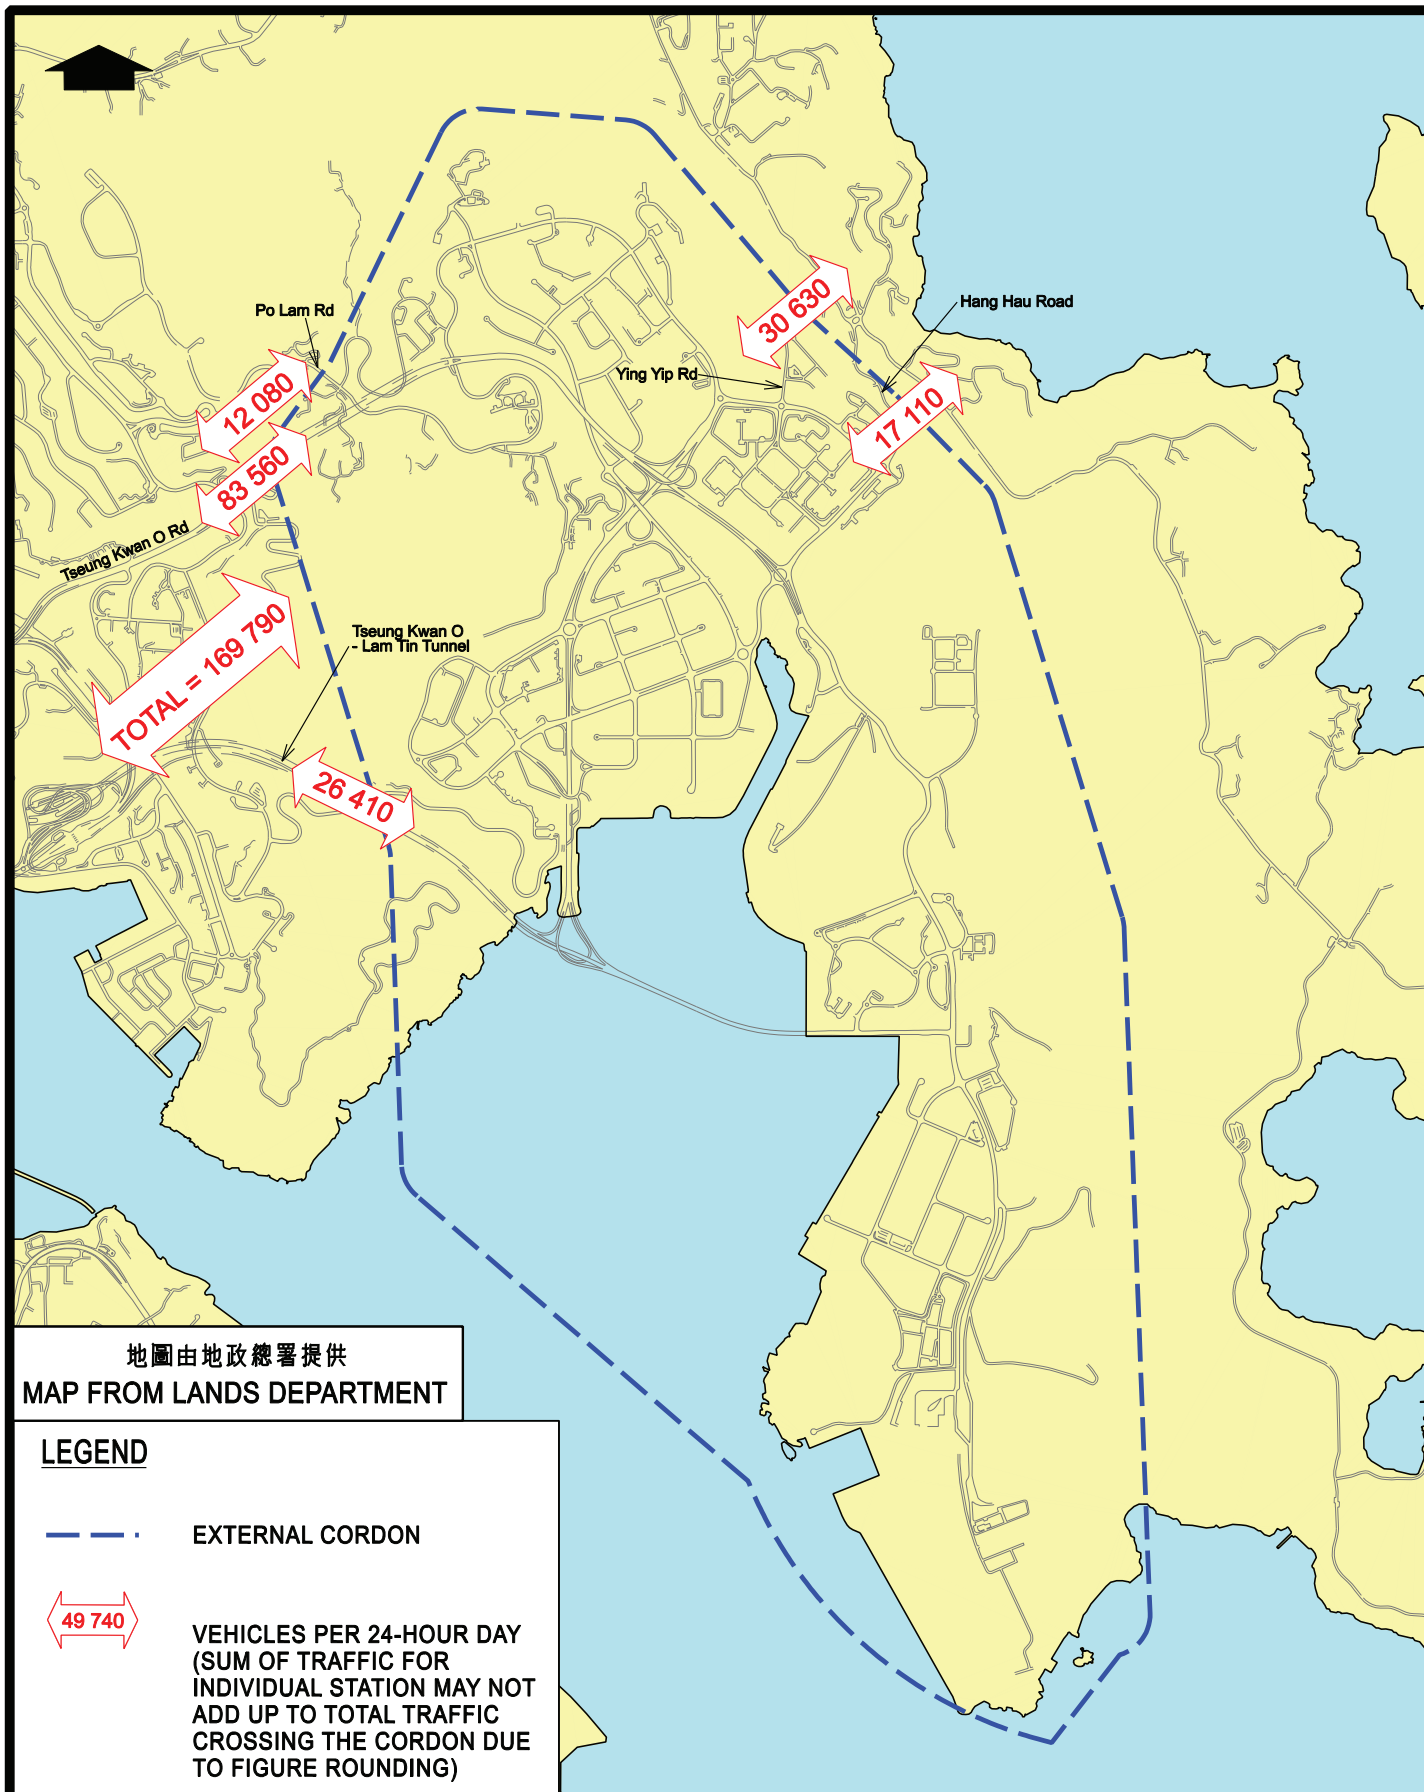 Po Lam Rd
30 630
Hang Hau Road
Ying Yip Rd
12 080
17 110
83 560
Tseung Kwan O Rd
TOTAL = 169 790
Tseung Kwan O
- Lam Tin Tunnel
26 410
地圖由地政總署提供
MAP FROM LANDS DEPARTMENT
LEGEND
EXTERNAL CORDON
49 740
VEHICLES PER 24-HOUR DAY
(SUM OF TRAFFIC FOR
INDIVIDUAL STATION MAY NOT
ADD UP TO TOTAL TRAFFIC
CROSSING THE CORDON DUE
TO FIGURE ROUNDING)